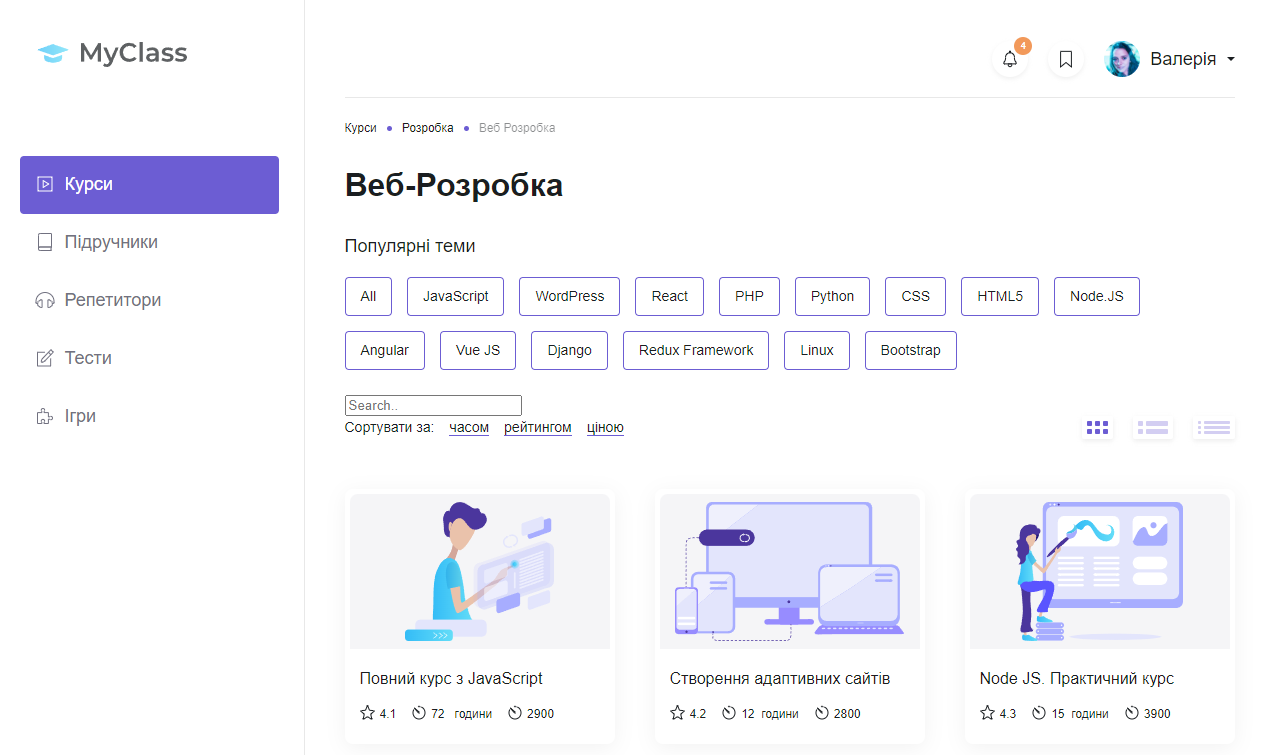 MyClass
4
Валерія
Курси
Підручники
Репетитори
Тести
Ігри
Курси • Розробка • Веб Розробка
Веб-Розробка
Популярні теми
All JavaScript WordPress React PHP Python CSS HTML5 Node.JS
Angular Vue JS Django Redux Framework Linux Bootstrap
Search..
Сортувати за: часом рейтингом ціною
Повний курс з JavaScript
4.1 72 години 2900
Створення адаптивних сайтів
4.2 12 години 2800
Node JS. Практичний курс
4.3 15 години 3900